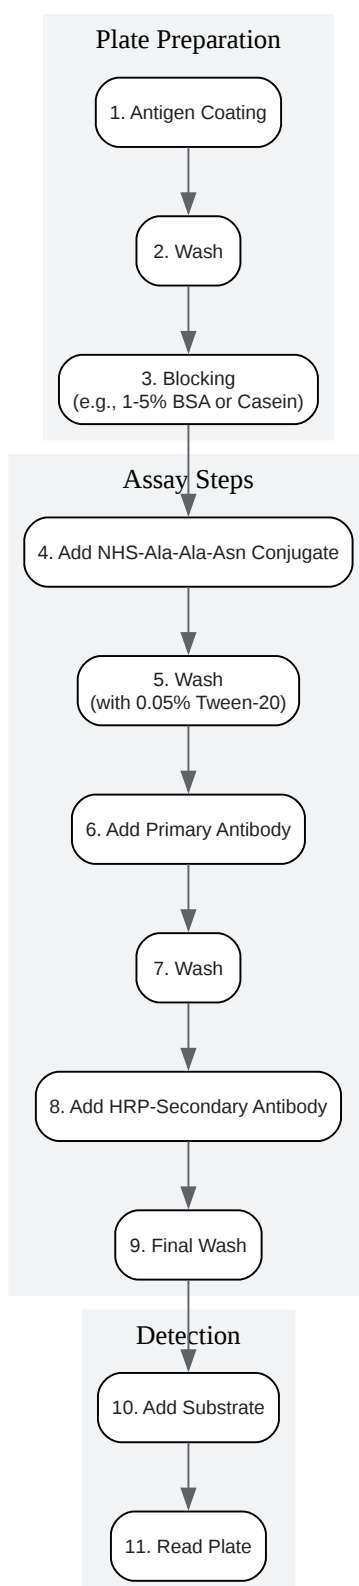 Plate Preparation
1. Antigen Coating
2. Wash
3. Blocking
(e.g., 1-5% BSA or Casein)
Assay Steps
4. Add NHS-Ala-Ala-Asn Conjugate
5. Wash
(with 0.05% Tween-20)
6. Add Primary Antibody
7. Wash
8. Add HRP-Secondary Antibody
9. Final Wash
Detection
10. Add Substrate
11. Read Plate